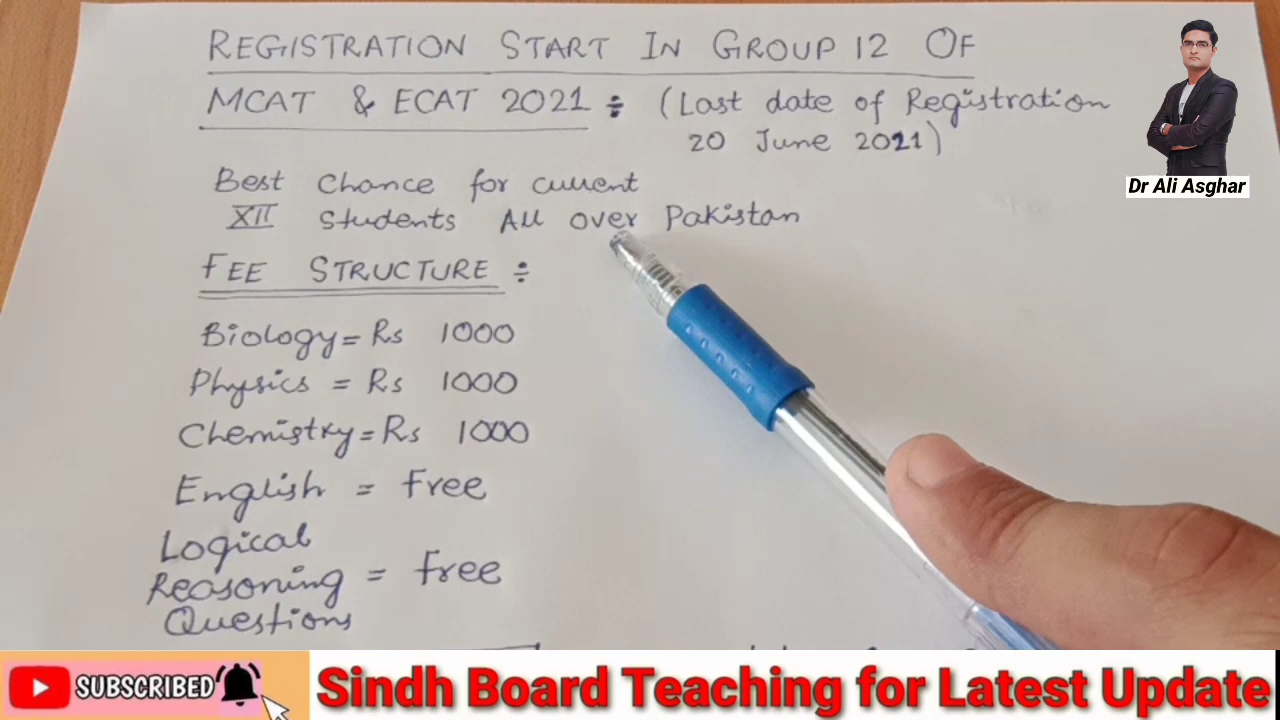 REGISTRATION START IN GROUP 12 OF
MCAT & ECAT 2021 ÷ (Last date of Registration
20 June 2021)
Best Chance for current
XII Students All over Pakistan
FEE STRUCTURE ÷
Biology = Rs 1000
Physics = Rs 1000
Chemistry = Rs 1000
English = Free
Logical
Reasoning = Free
Questions
Dr Ali Asghar
SUBSCRIBED
Sindh Board Teaching for Latest Update